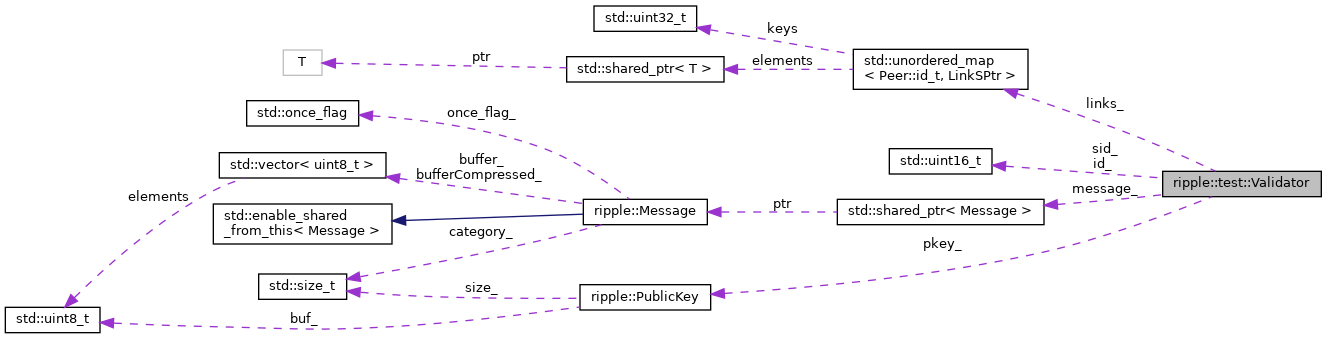 std::uint32_t
keys
T
ptr
std::shared_ptr< T >
elements
std::unordered_map
< Peer::id_t, LinkSPtr >
links_
std::once_flag
once_flag_
std::vector< uint8_t >
buffer_
bufferCompressed_
std::uint16_t
sid_
id_
ripple::test::Validator
elements
std::enable_shared
_from_this< Message >
ripple::Message
ptr
std::shared_ptr< Message >
message_
category_
pkey_
std::size_t
size_
ripple::PublicKey
std::uint8_t
buf_